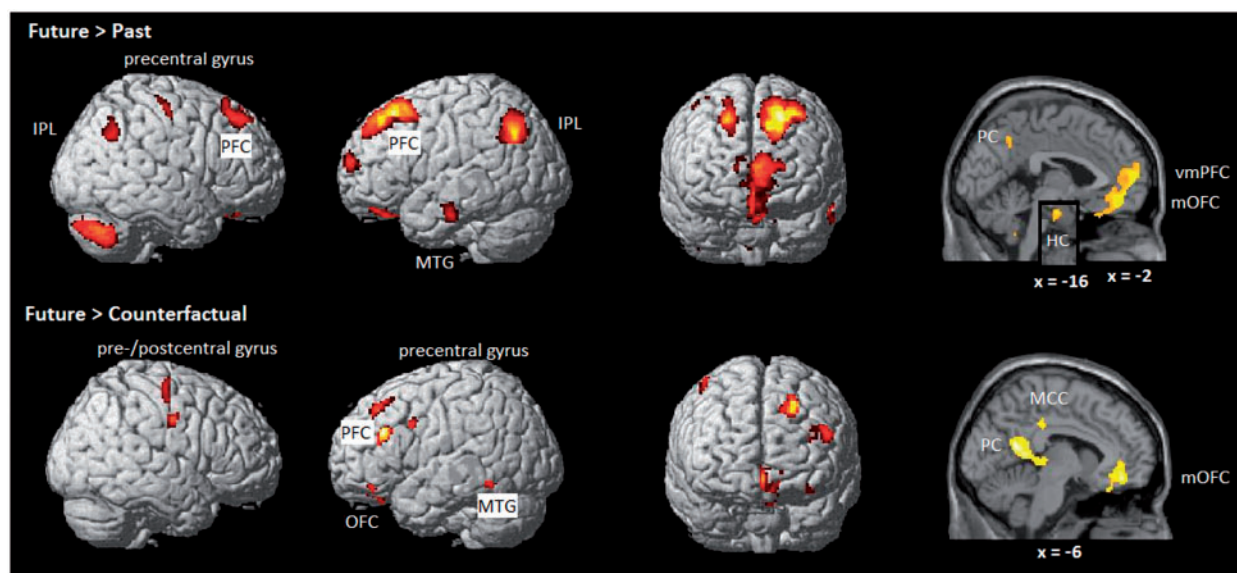 Future > Past
precentral gyrus
IPL
PFC
PFC
IPL
MTG
PC
vmPFC
mOFC
HC
x = -16
x = -2
Future > Counterfactual
pre-/postcentral gyrus
precentral gyrus
PFC
OFC
MTG
MCC
PC
mOFC
x = -6